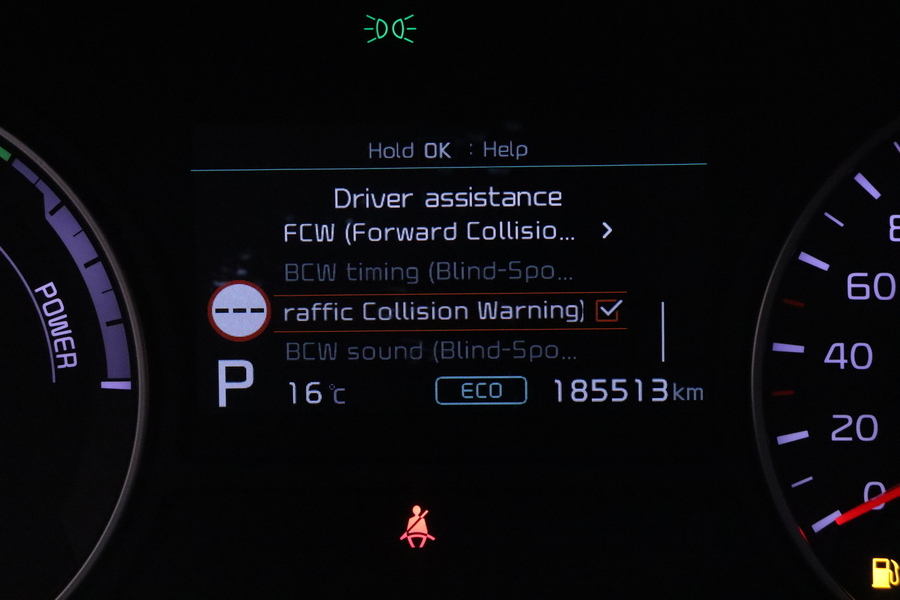 Hold OK : Help
Driver assistance
FCW (Forward Collisio...
BCW timing (Blind-Spo...
raffic Collision Warning)
BCW sound (Blind-Spo...
P
16°C
ECO
185513km
POWER
8
60
40
20
0